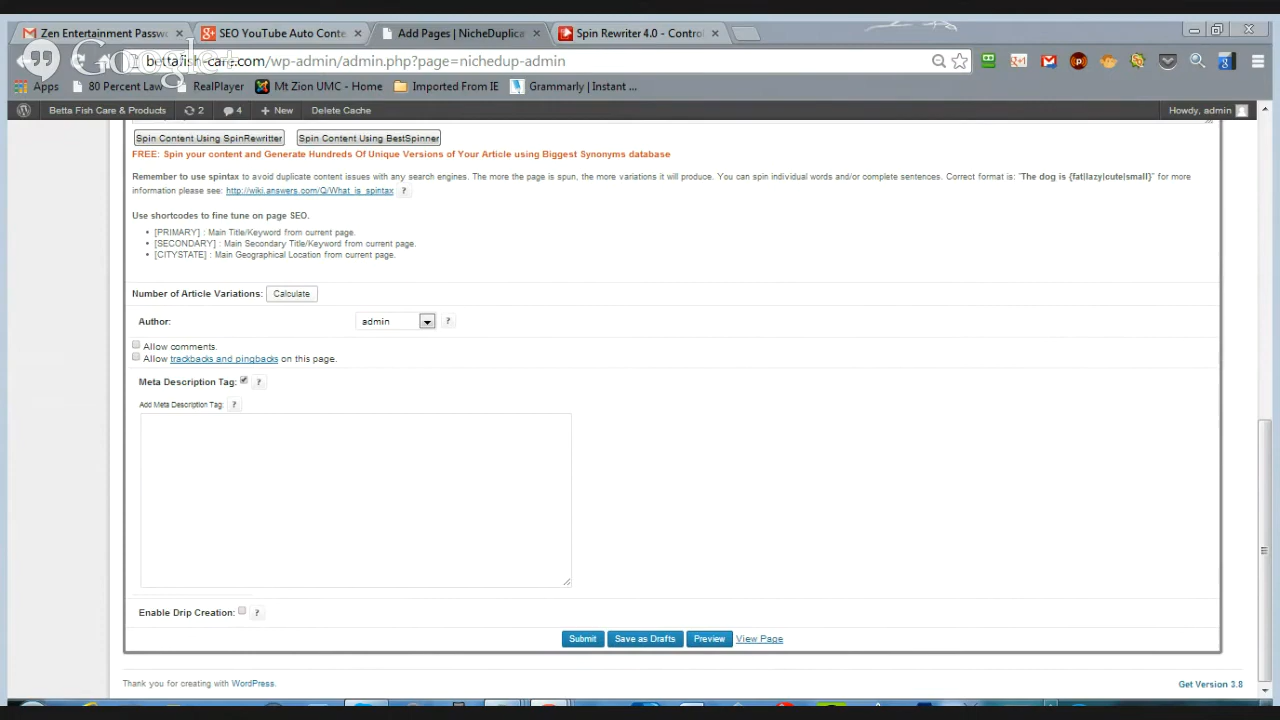 Zen Entertainment Passw
SEO YouTube Auto Conte
Add Pages | NicheDuplica
Spin Rewriter 4.0 - Contro
Google+
bettafish-care.com/wp-admin/admin.php?page=nichedup-admin
Apps
80 Percent Law
RealPlayer
Mt Zion UMC - Home
Imported From IE
Grammarly | Instant ...
Betta Fish Care & Products
2
4
+ New
Delete Cache
Howdy, admin
Spin Content Using SpinRewritter
Spin Content Using BestSpinner
FREE: Spin your content and Generate Hundreds Of Unique Versions of Your Article using Biggest Synonyms database
Remember to use spintax to avoid duplicate content issues with any search engines. The more the page is spun, the more variations it will produce. You can spin individual words and/or complete sentences. Correct format is: "The dog is {fat|lazy|cute|small}" for more
information please see: http://wiki.answers.com/Q/What_is_spintax ?
Use shortcodes to fine tune on page SEO.
• [PRIMARY] : Main Title/Keyword from current page.
• [SECONDARY] : Main Secondary Title/Keyword from current page.
• [CITYSTATE] : Main Geographical Location from current page.
Number of Article Variations: Calculate
Author: admin ?
Allow comments.
Allow trackbacks and pingbacks on this page.
Meta Description Tag: ?
Add Meta Description Tag: ?
Enable Drip Creation: ?
Submit Save as Drafts Preview View Page
Thank you for creating with WordPress.
Get Version 3.8